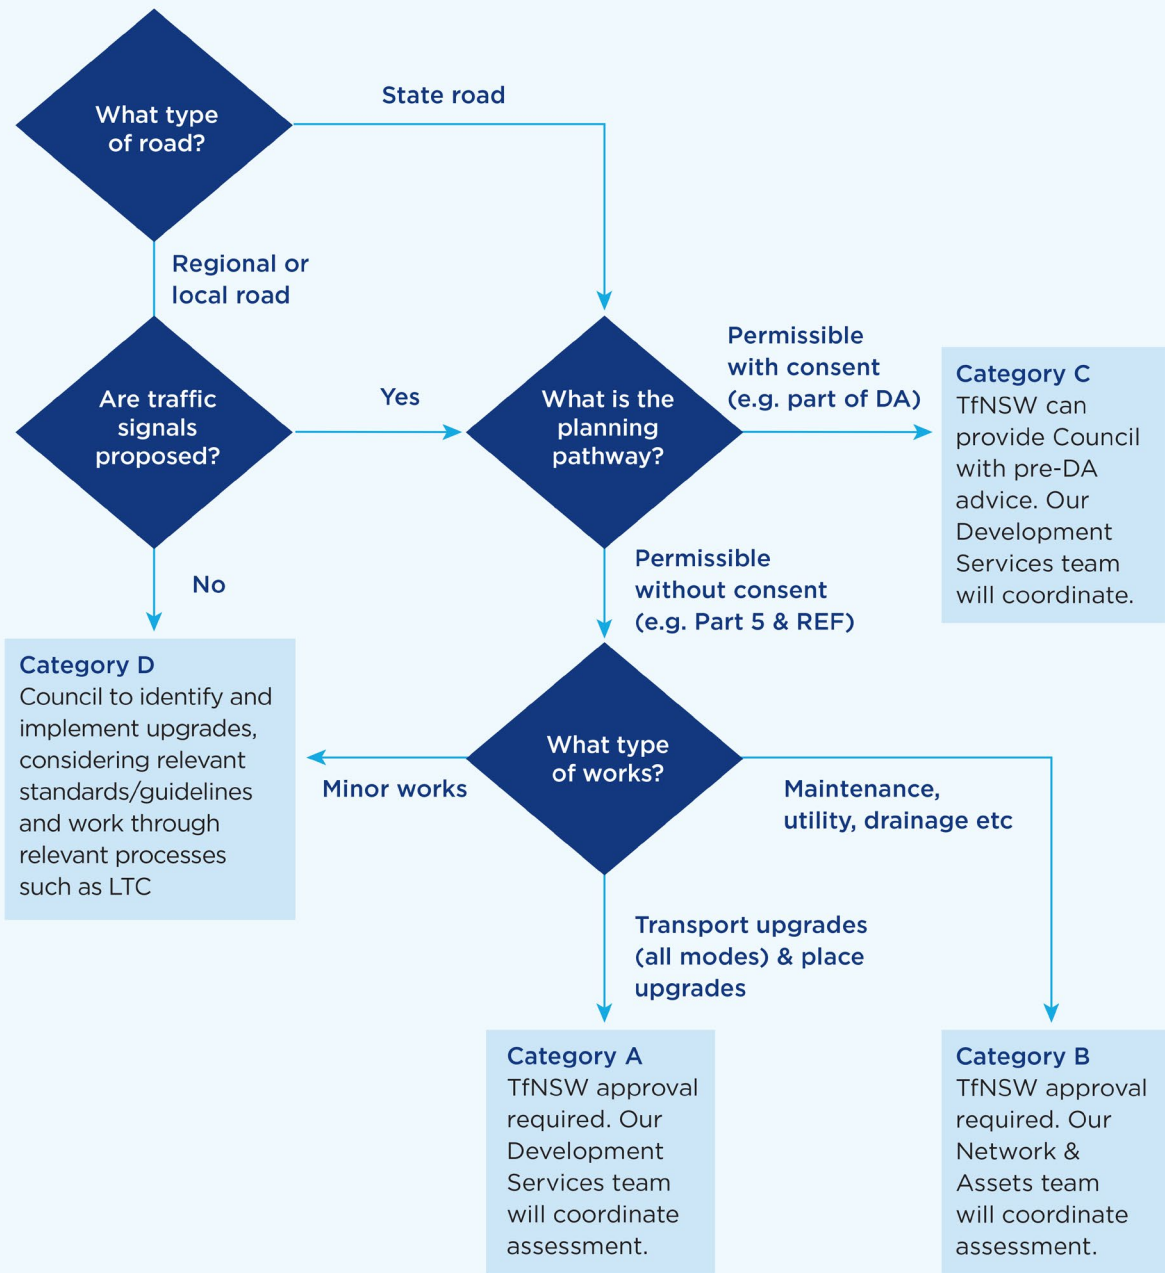 What type
of road?
State road
Regional or
local road
Are traffic
signals
proposed?
Yes
What is the
planning
pathway?
Permissible
with consent
(e.g. part of DA)
Category C
TfNSW can
provide Council
with pre-DA
advice. Our
Development
Services team
will coordinate.
No
Permissible
without consent
(e.g. Part 5 & REF)
Category D
Council to identify and
implement upgrades,
considering relevant
standards/guidelines
and work through
relevant processes
such as LTC
Minor works
What type
of works?
Maintenance,
utility, drainage etc
Transport upgrades
(all modes) & place
upgrades
Category A
TfNSW approval
required. Our
Development
Services team
will coordinate
assessment.
Category B
TfNSW approval
required. Our
Network &
Assets team
will coordinate
assessment.